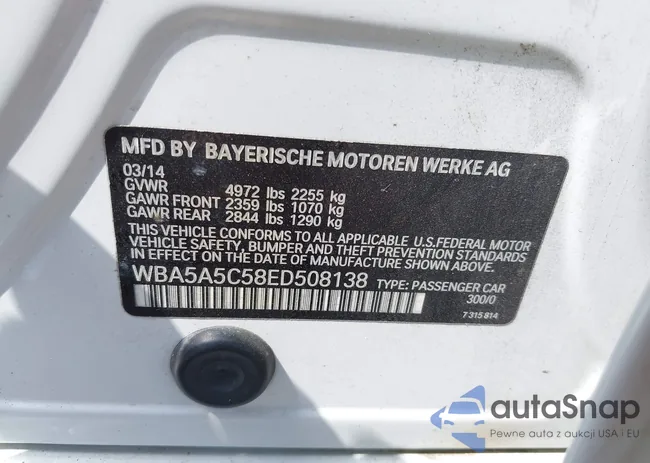 MFD BY BAYERISCHE MOTOREN WERKE AG
03/14
GVWR 4972 lbs 2255 kg
GAWR FRONT 2359 lbs 1070 kg
GAWR REAR 2844 lbs 1290 kg
THIS VEHICLE CONFORMS TO ALL APPLICABLE U.S.FEDERAL MOTOR
VEHICLE SAFETY, BUMPER, AND THEFT PREVENTION STANDARDS
IN EFFECT ON THE DATE OF MANUFACTURE SHOWN ABOVE.
WBA5A5C58ED508138 TYPE: PASSENGER CAR
300/0
7 315 814
autoSnap
Pewne auta z aukcji USA i EU